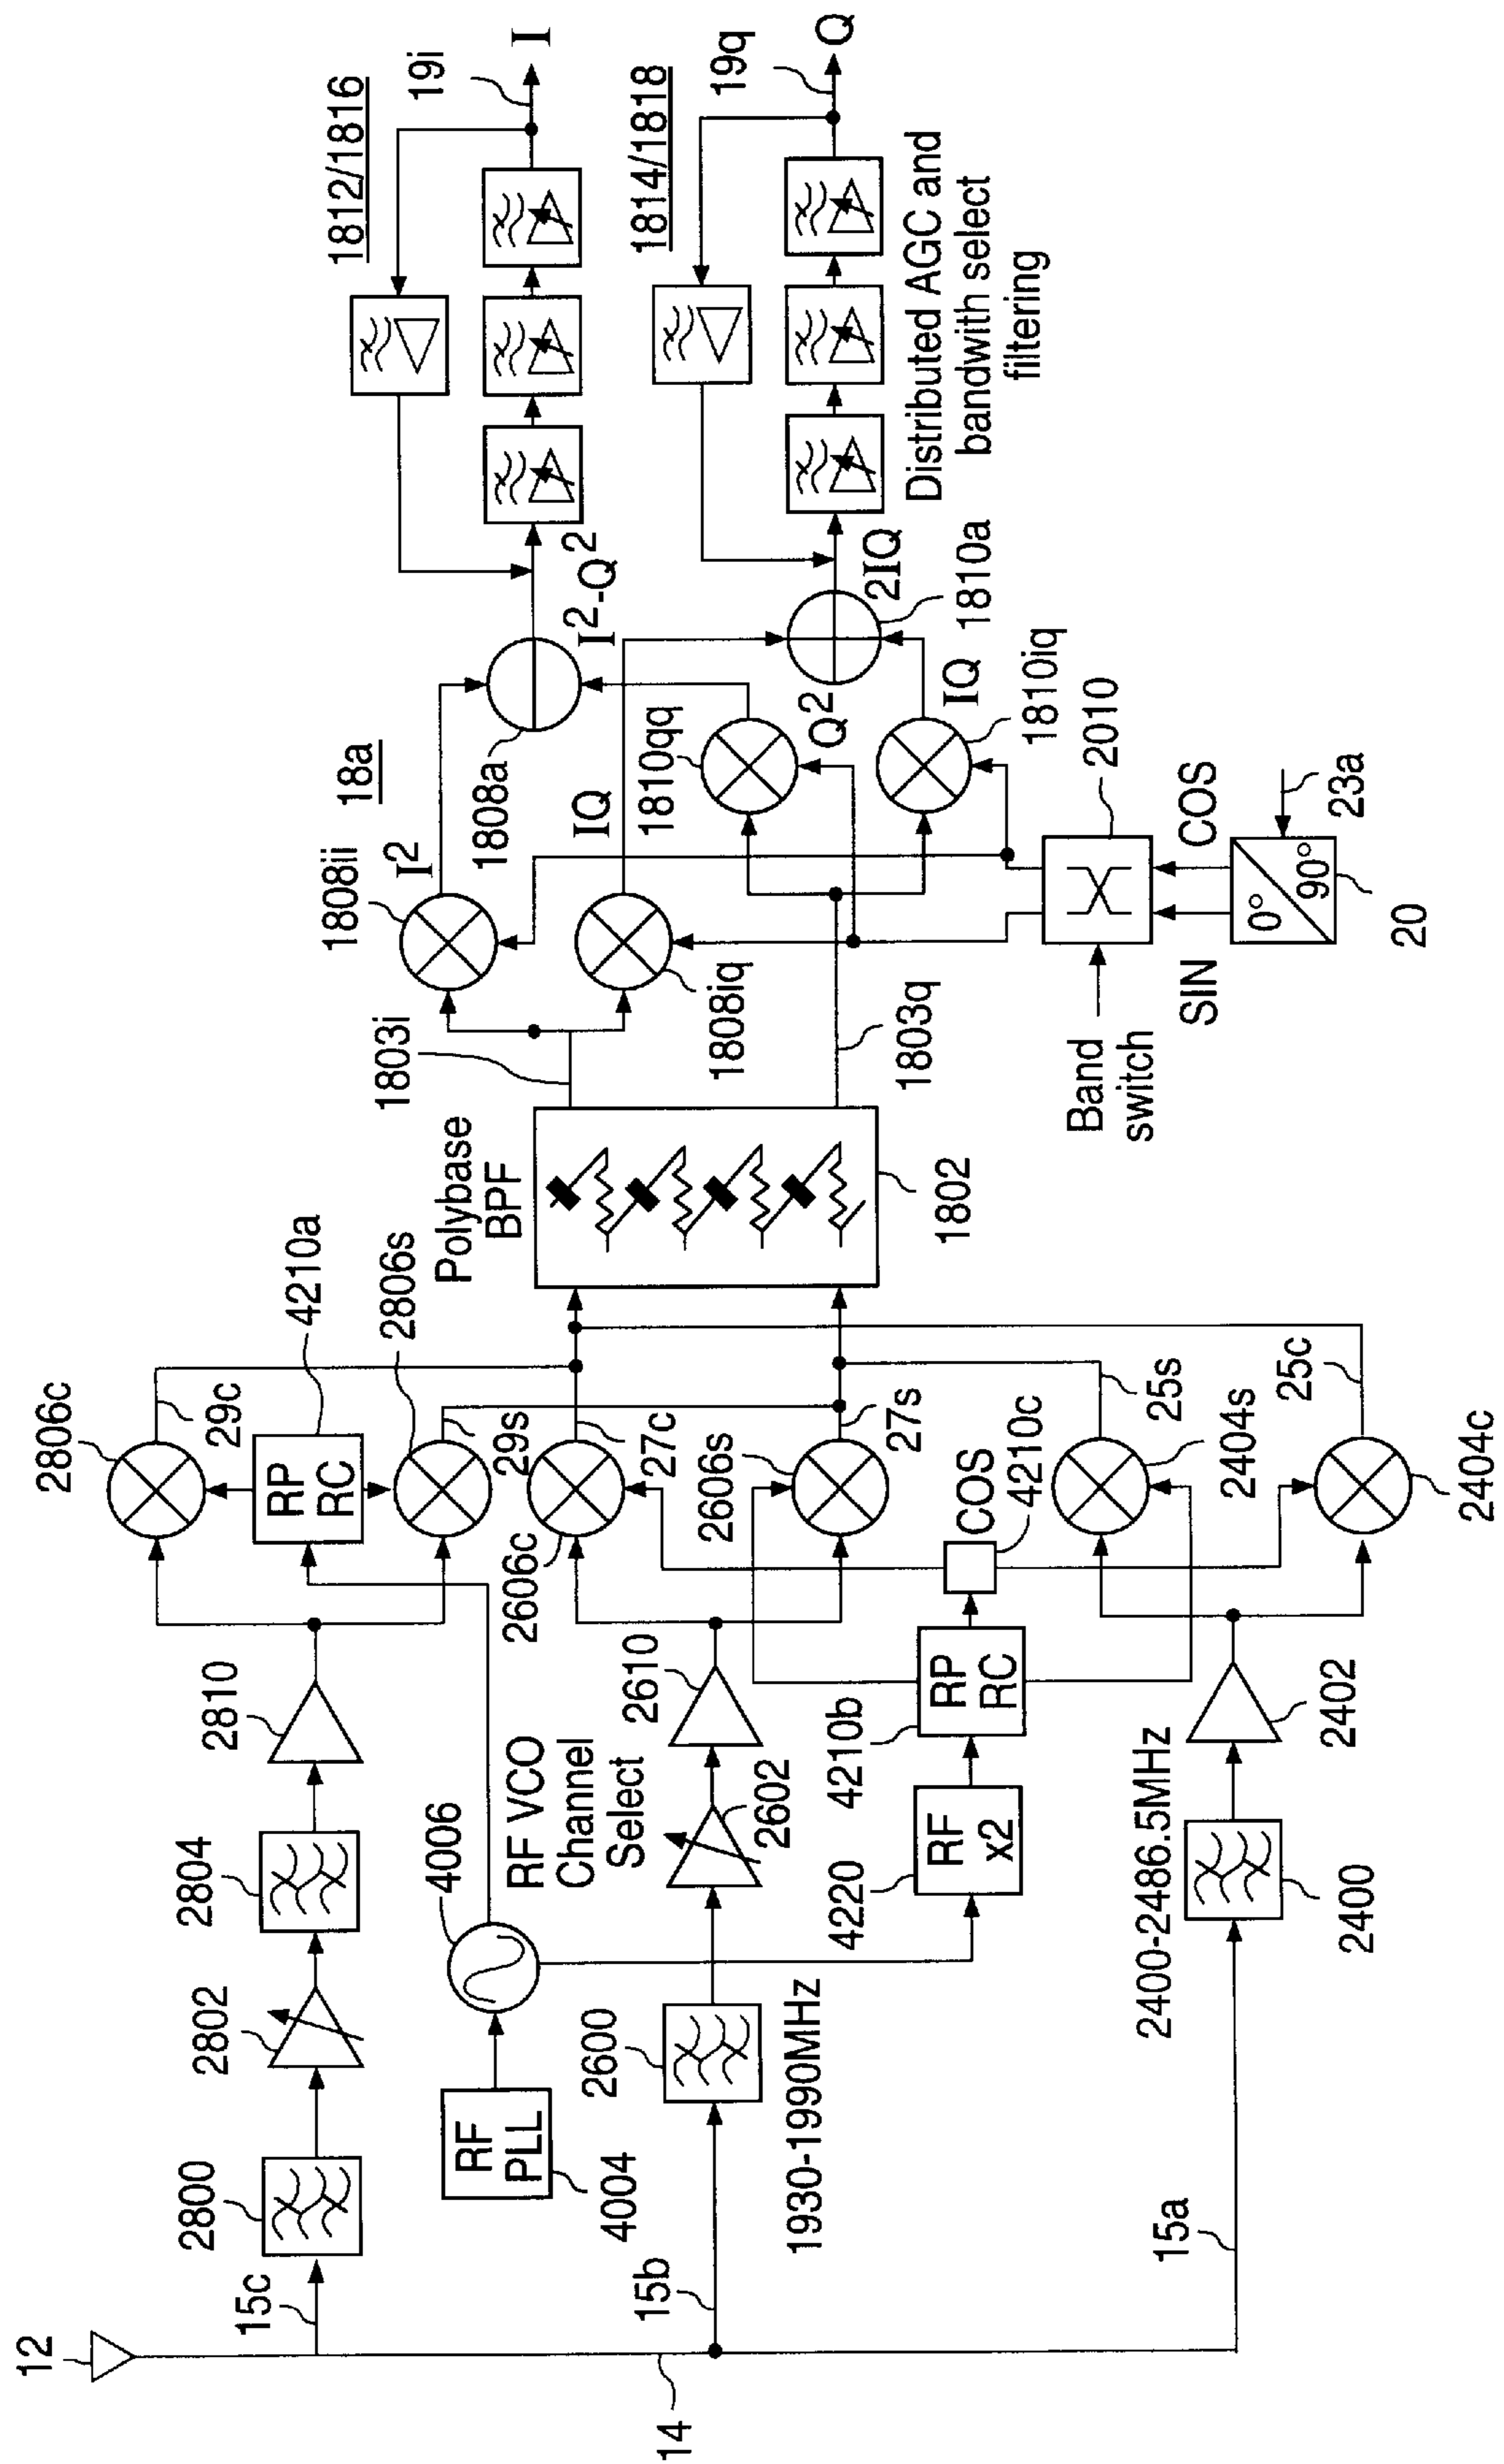 12
14
15c
2800
2802
2804
2810
2806c
29c
RP
RC
4210a
2806s
29s
RF
PLL
4004
4006
RF VCO
Channel
Select
15b
2600
1930-1990MHz
2602
2610
2606c
27c
2606s
27s
4220
RF
x2
4210b
RP
RC
COS
4210c
15a
2400-2486.5MHz
2400
2402
2404s
25s
25c
2404c
Polybase
BPF
1802
1803i
1803q
1808ii
I²
18a
1808a
I²-Q²
1808iq
IQ
1810qq
Q²
IQ
1810iq
2IQ
1810a
Band
switch
2010
SIN
COS
0°
90°
20
23a
1812/1816
19i
I
1814/1818
19q
Q
Distributed AGC and
bandwith select
filtering